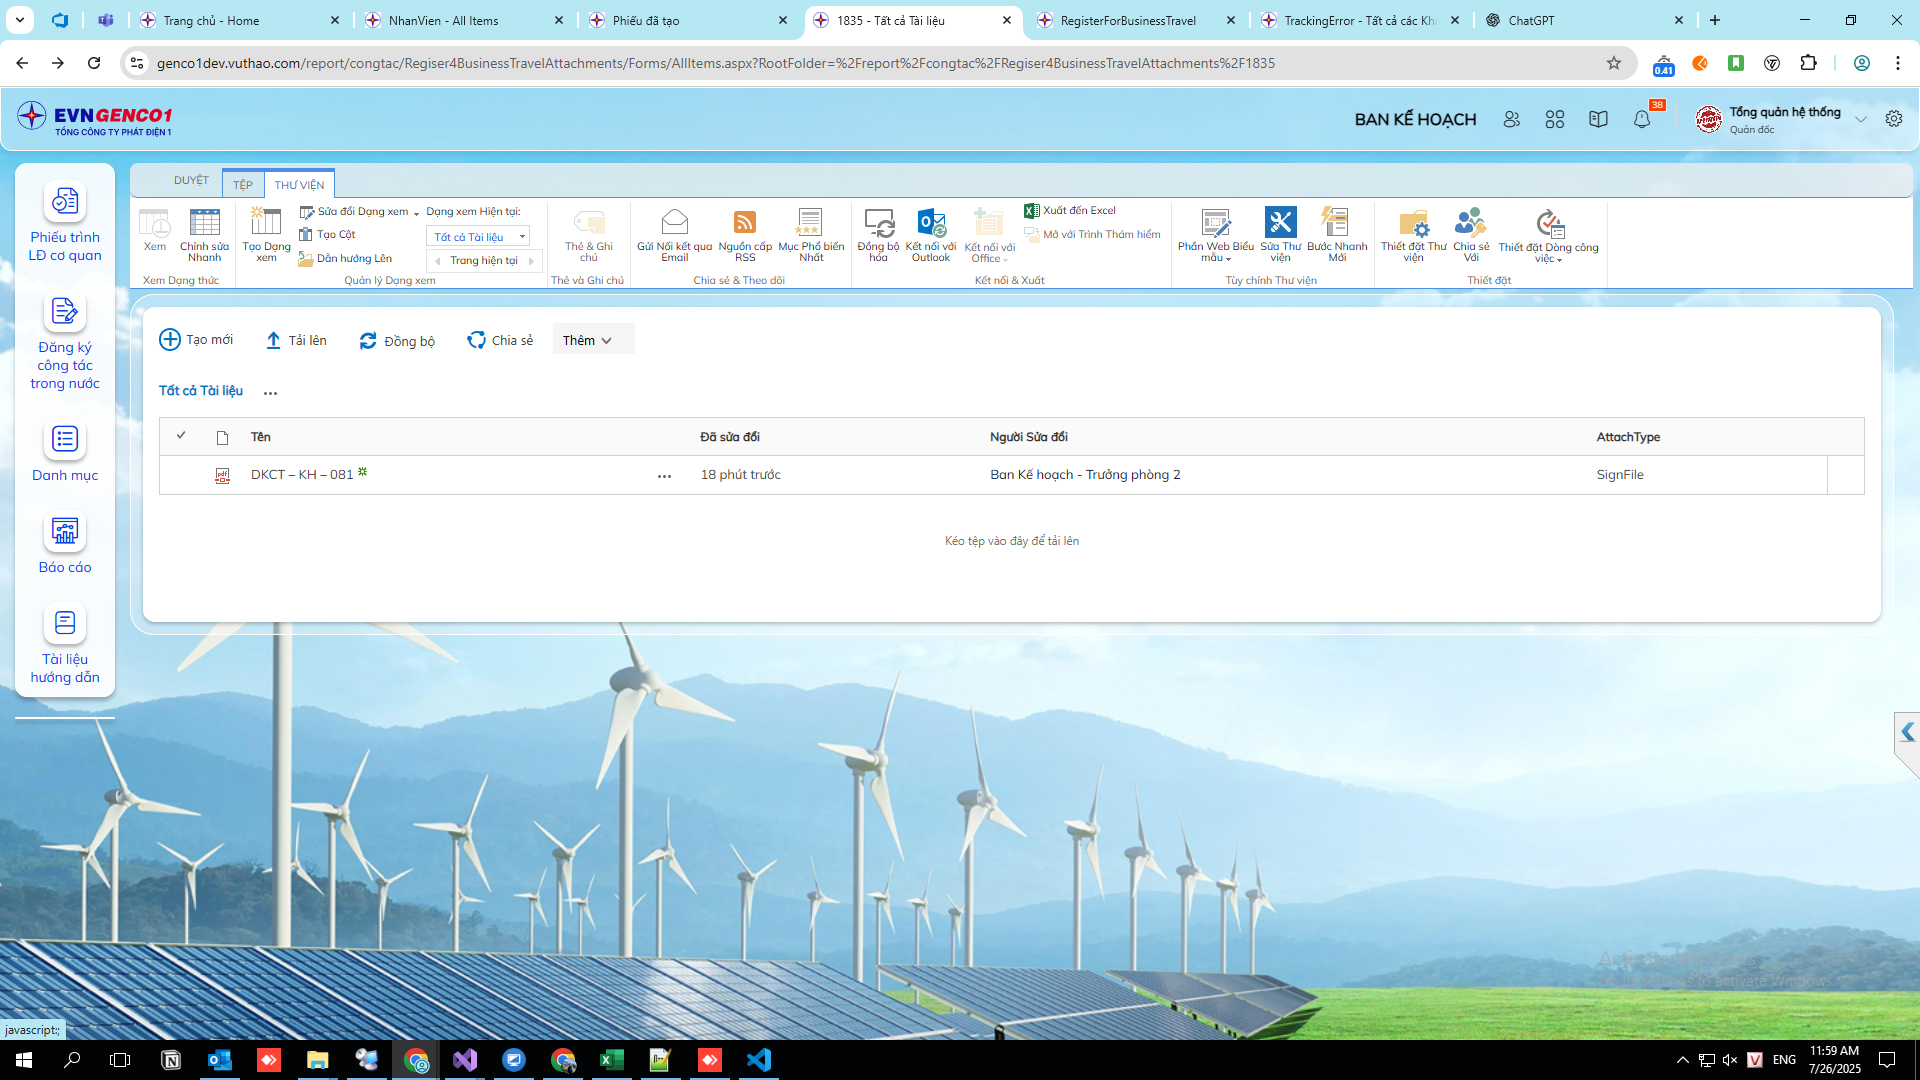 Trang chủ - Home
NhanVien - All Items
Phiếu đã tạo
1835 - Tất cả Tài liệu
RegisterForBusinessTravel
TrackingError - Tất cả các Kho
ChatGPT
genco1dev.vuthao.com/report/congtac/Regiser4BusinessTravelAttachments/Forms/AllItems.aspx?RootFolder=%2Freport%2Fcongtac%2FRegiser4BusinessTravelAttachments%2F1835
0.41
EVNGENCO1
TỔNG CÔNG TY PHÁT ĐIỆN 1
BAN KẾ HOẠCH
38
Tổng quản hệ thống
Quản đốc
Phiếu trình
LĐ cơ quan
Đăng ký
công tác
trong nước
Danh mục
Báo cáo
Tài liệu
hướng dẫn
DUYỆT
TỆP
THƯ VIỆN
Xem
Chỉnh sửa
Nhanh
Xem Dạng thức
Tạo Dạng
xem
Sửa đổi Dạng xem
Tạo Cột
Dẫn hướng Lên
Dạng xem Hiện tại:
Tất cả Tài liệu
Trang hiện tại
Quản lý Dạng xem
Thẻ & Ghi
chú
Thẻ và Ghi chú
Gửi Nối kết qua
Email
Nguồn cấp
RSS
Mục Phổ biến
Nhất
Chia sẻ & Theo dõi
Đồng bộ
hóa
Kết nối với
Outlook
Kết nối với
Office
Xuất đến Excel
Mở với Trình Thám hiểm
Kết nối & Xuất
Phần Web Biểu
mẫu
Sửa Thư
viện
Bước Nhanh
Mới
Tùy chỉnh Thư viện
Thiết đặt Thư
viện
Chia sẻ
Với
Thiết đặt Dòng công
việc
Thiết đặt
Tạo mới
Tải lên
Đồng bộ
Chia sẻ
Thêm
Tất cả Tài liệu
...
Tên
Đã sửa đổi
Người Sửa đổi
AttachType
DKCT – KH – 081
...
18 phút trước
Ban Kế hoạch - Trưởng phòng 2
SignFile
Kéo tệp vào đây để tải lên
javascript:;
ENG
11:59 AM
7/26/2025